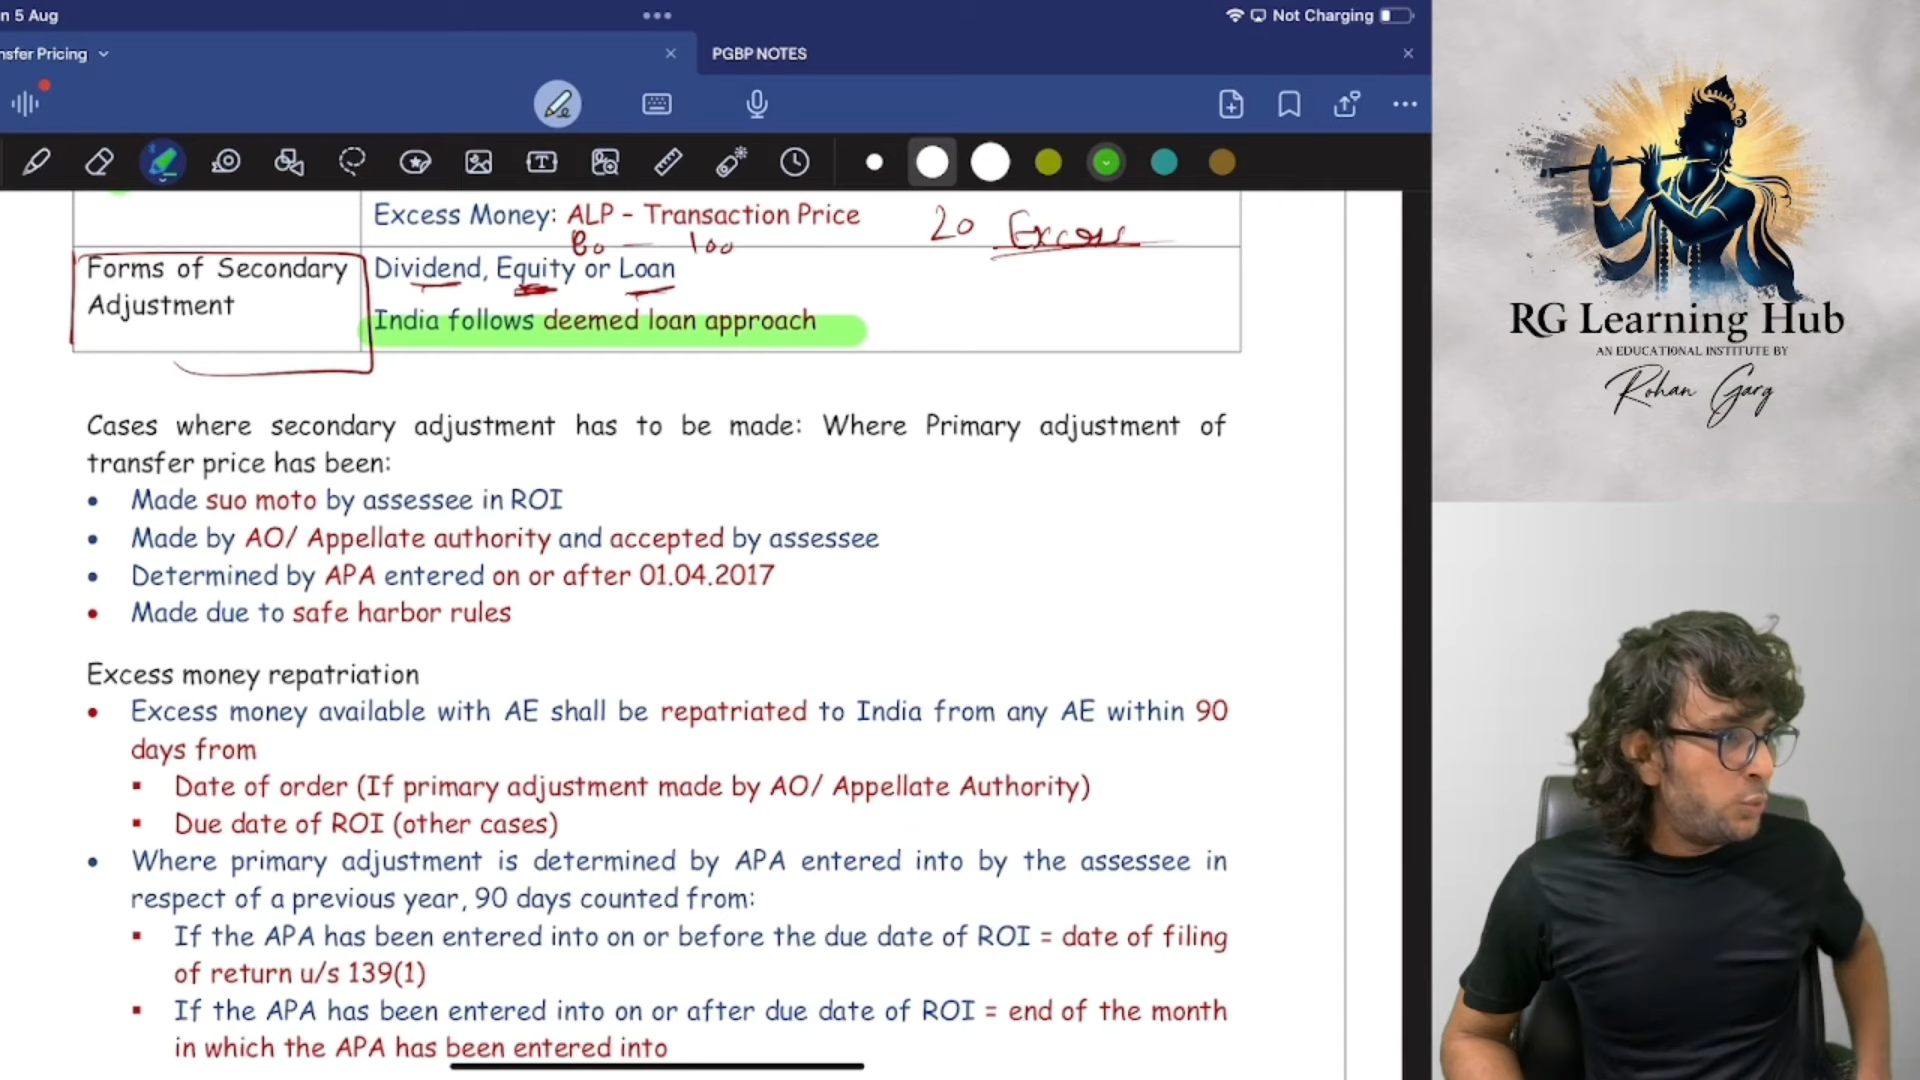 n 5 Aug
Not Charging
nsfer Pricing
PGBP NOTES
Excess Money: ALP - Transaction Price
20 Excess
80 — 100
Forms of Secondary
Adjustment
Dividend, Equity or Loan
India follows deemed loan approach
Cases where secondary adjustment has to be made: Where Primary adjustment of
transfer price has been:
• Made suo moto by assessee in ROI
• Made by AO/ Appellate authority and accepted by assessee
• Determined by APA entered on or after 01.04.2017
• Made due to safe harbor rules
Excess money repatriation
• Excess money available with AE shall be repatriated to India from any AE within 90
days from
▪ Date of order (If primary adjustment made by AO/ Appellate Authority)
▪ Due date of ROI (other cases)
• Where primary adjustment is determined by APA entered into by the assessee in
respect of a previous year, 90 days counted from:
▪ If the APA has been entered into on or before the due date of ROI = date of filing
of return u/s 139(1)
▪ If the APA has been entered into on or after due date of ROI = end of the month
in which the APA has been entered into
RG Learning Hub
AN EDUCATIONAL INSTITUTE BY
Rohan Garg